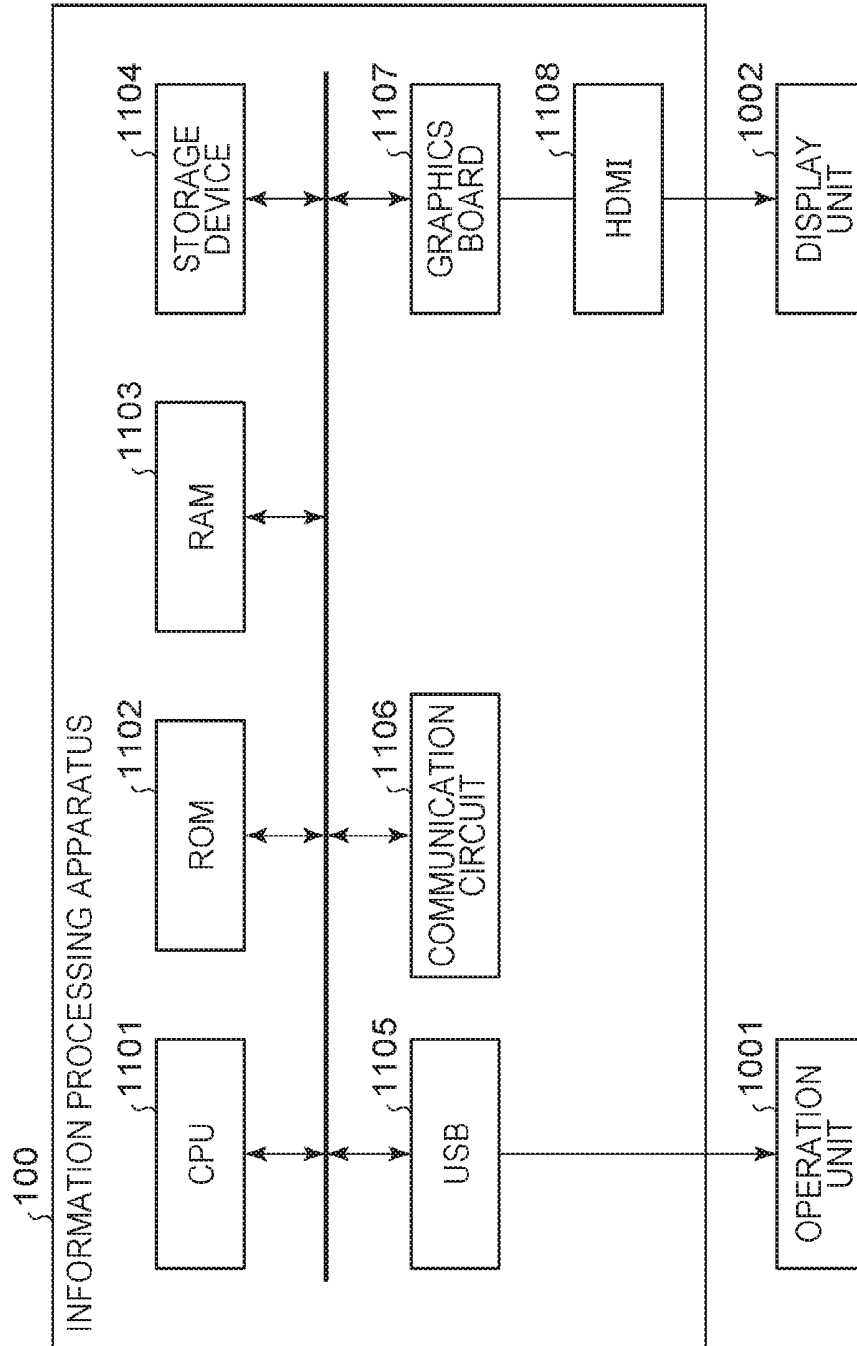 100
INFORMATION PROCESSING APPARATUS
1101
CPU
1102
ROM
1103
RAM
1104
STORAGE
DEVICE
1105
USB
1106
COMMUNICATION
CIRCUIT
1107
GRAPHICS
BOARD
1108
HDMI
1001
OPERATION
UNIT
1002
DISPLAY
UNIT